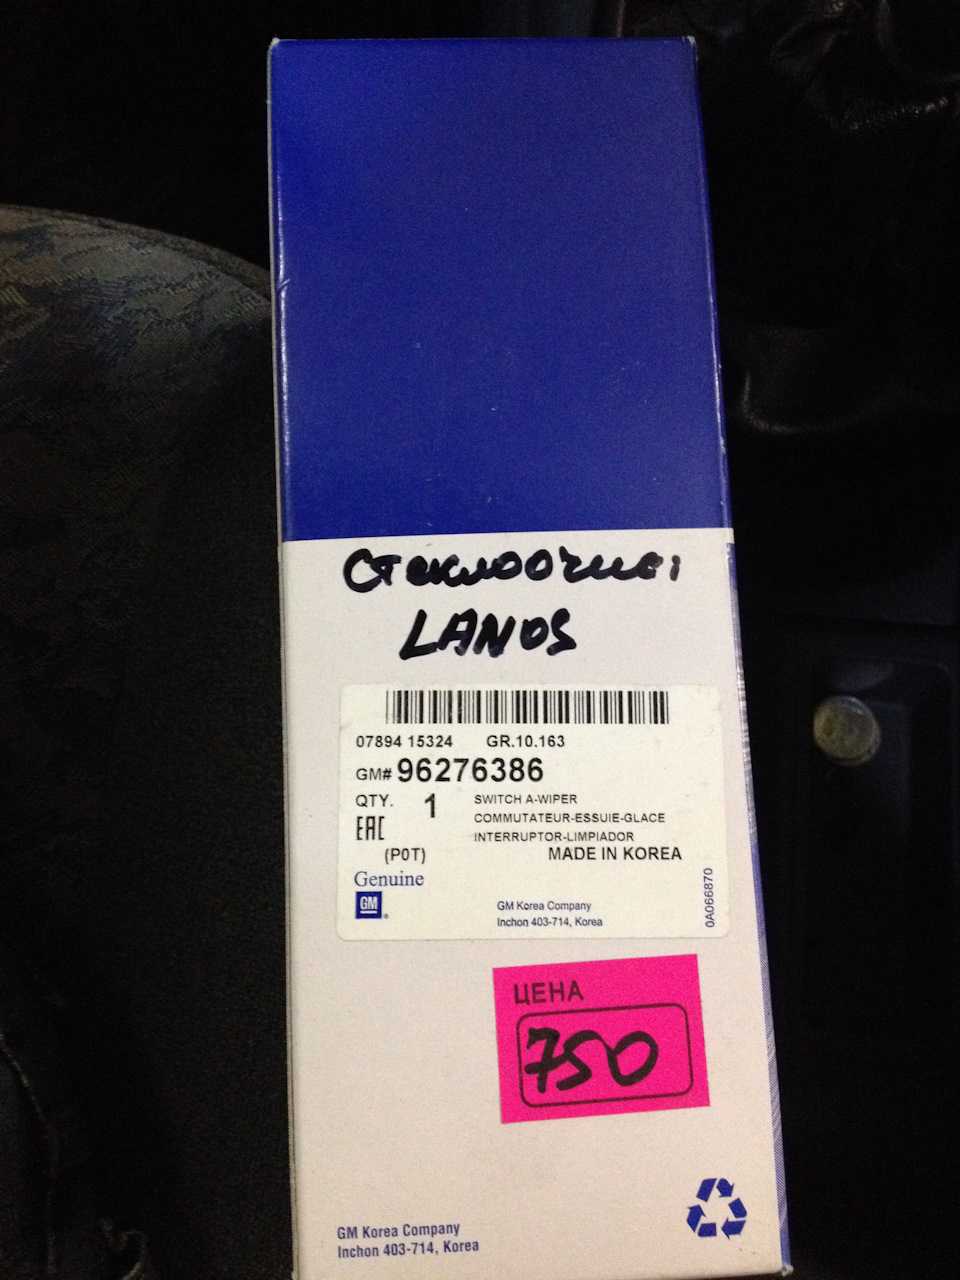 стеклоочис.
LANOS
07894 15324 GR.10.163
GM# 96276386
QTY. 1 SWITCH A-WIPER
COMMUTATEUR-ESSUIE-GLACE
EAC INTERRUPTOR-LIMPIADOR
(P0T) MADE IN KOREA
Genuine
GM
GM Korea Company
Inchon 403-714, Korea
0A066870
ЦЕНА
750
GM Korea Company
Inchon 403-714, Korea